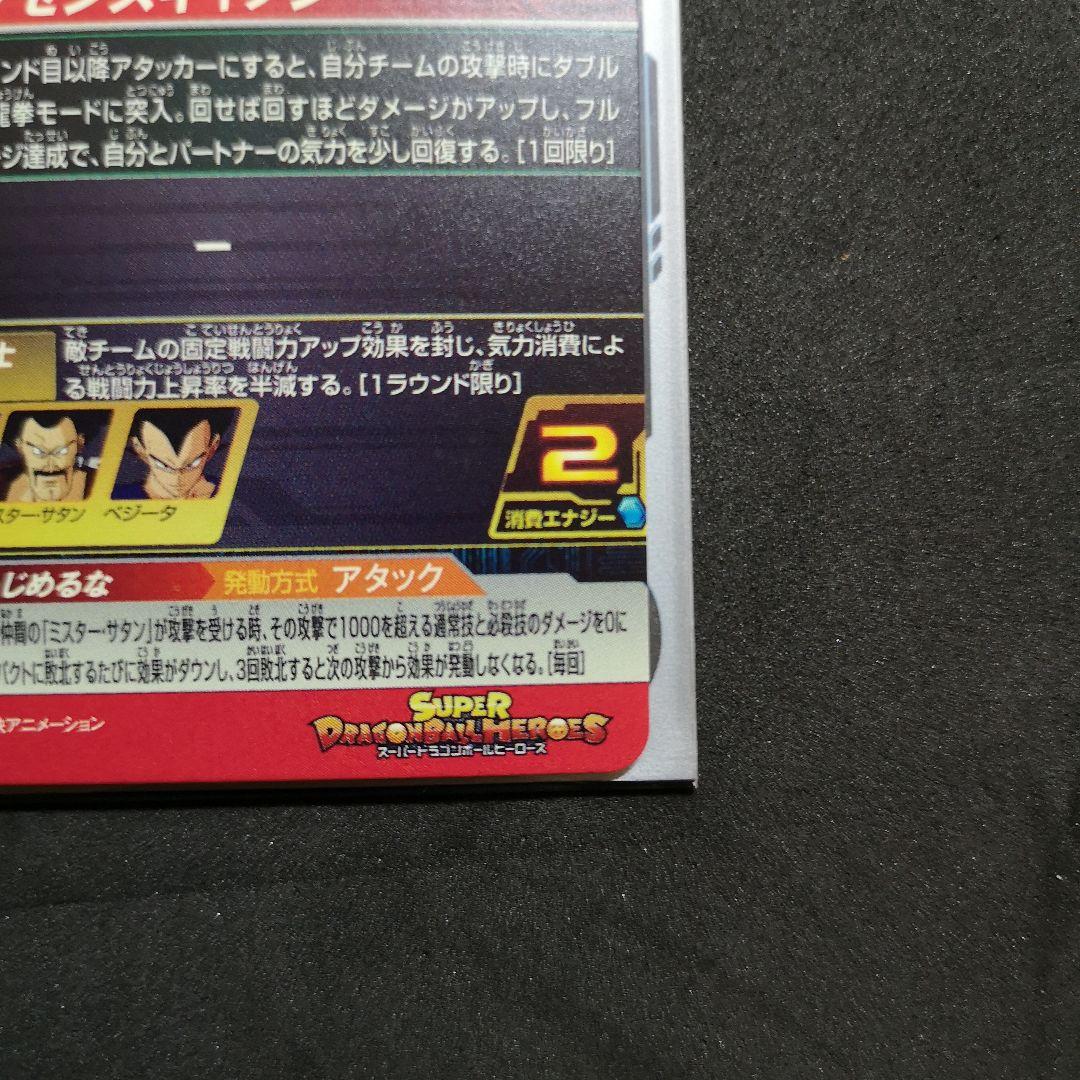 ンド目以降アタッカーにすると、自分チームの攻撃時にダブル
龍拳モードに突入。回せば回すほどダメージがアップし、フル
ージ達成で、自分とパートナーの気力を少し回復する。[1回限り]
士
敵チームの固定戦闘力アップ効果を封じ、気力消費によ
る戦闘力上昇率を半減する。[1ラウンド限り]
スター・サタン ベジータ
2
消費エナジー
じめるな 発動方式 アタック
仲間の「ミスター・サタン」が攻撃を受ける時、その攻撃で1000を超える通常技と必殺技のダメージを0に
パクトに敗北するたびに効果がダウンし、3回敗北すると次の攻撃から効果が発動しなくなる。[毎回]
アニメーション
SUPER
DRAGONBALL HEROES
スーパードラゴンボールヒーローズ